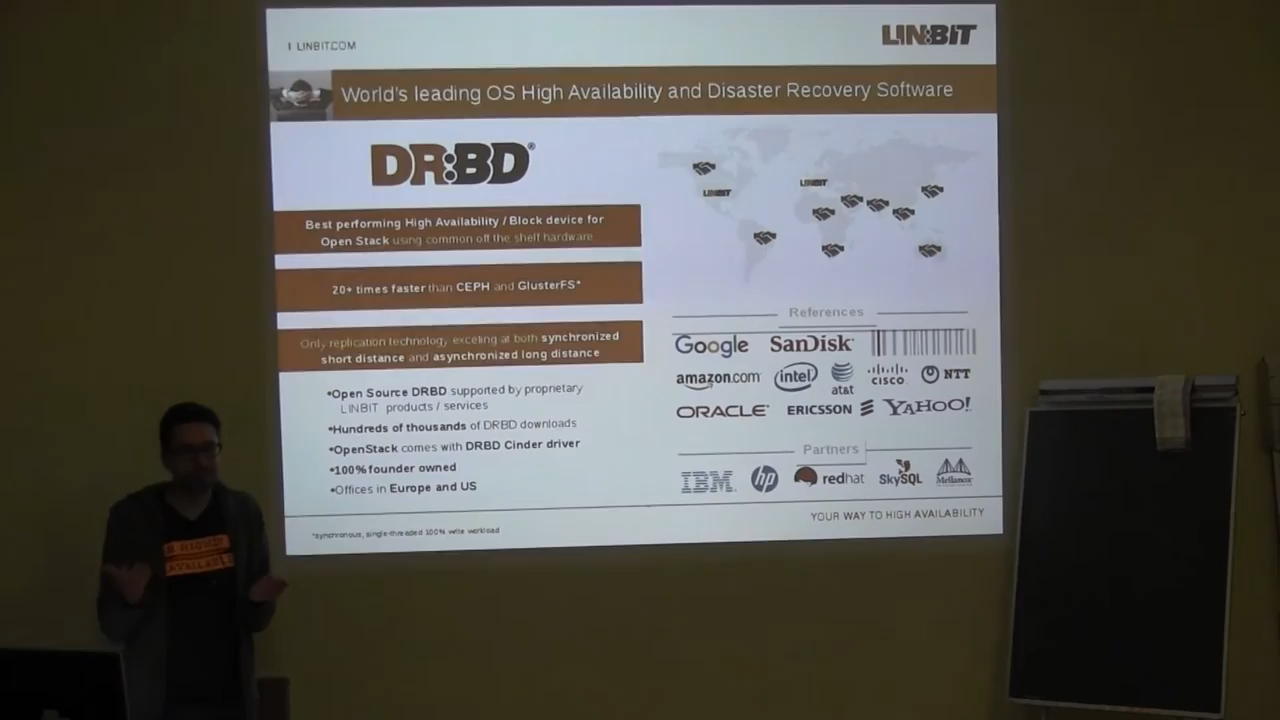 I LINBIT.COM
LINBIT
World's leading OS High Availability and Disaster Recovery Software
DR:BD®
Best performing High Availability / Block device for
Open Stack using common off the shelf hardware
20+ times faster than CEPH and GlusterFS*
Only replication technology exceling at both synchronized
short distance and asynchronized long distance
•Open Source DRBD supported by proprietary
LINBIT products / services
•Hundreds of thousands of DRBD downloads
•OpenStack comes with DRBD Cinder driver
•100% founder owned
•Offices in Europe and US
*synchronous, single-threaded 100% write workload
LINBIT
LINBIT
References
Google SanDisk
amazon.com intel at&t CISCO NTT
ORACLE ERICSSON YAHOO!
Partners
IBM hp redhat SkySQL Mellanox
YOUR WAY TO HIGH AVAILABILITY
AVAILABLE